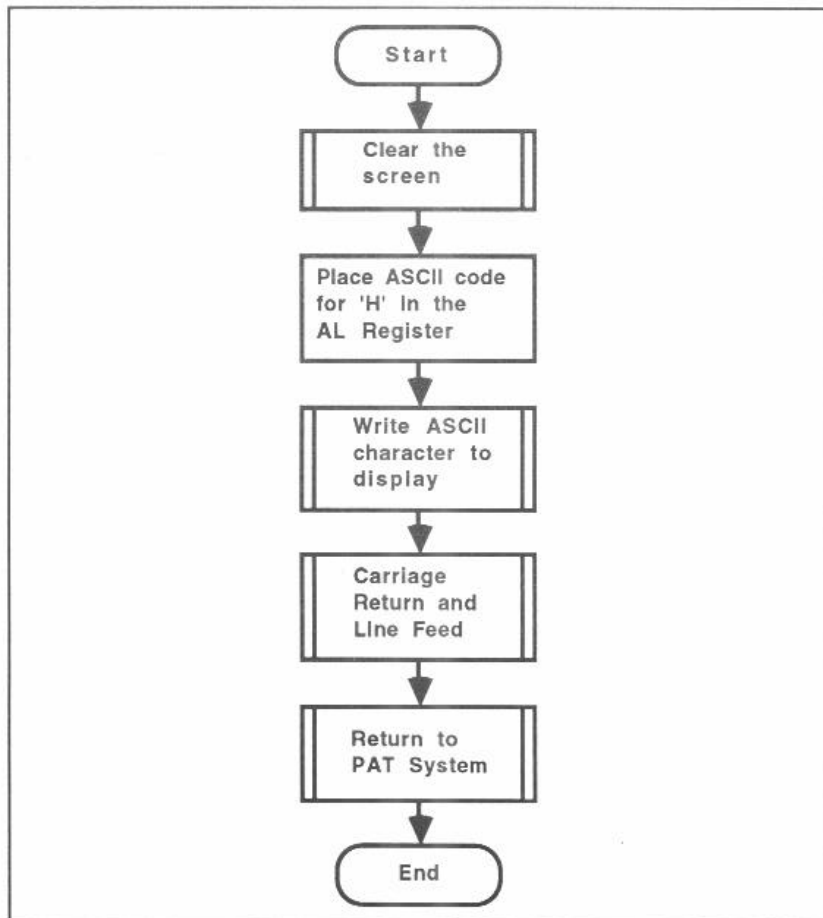 Start
Clear the
screen
Place ASCII code
for 'H' in the
AL Register
Write ASCII
character to
display
Carriage
Return and
Line Feed
Return to
PAT System
End